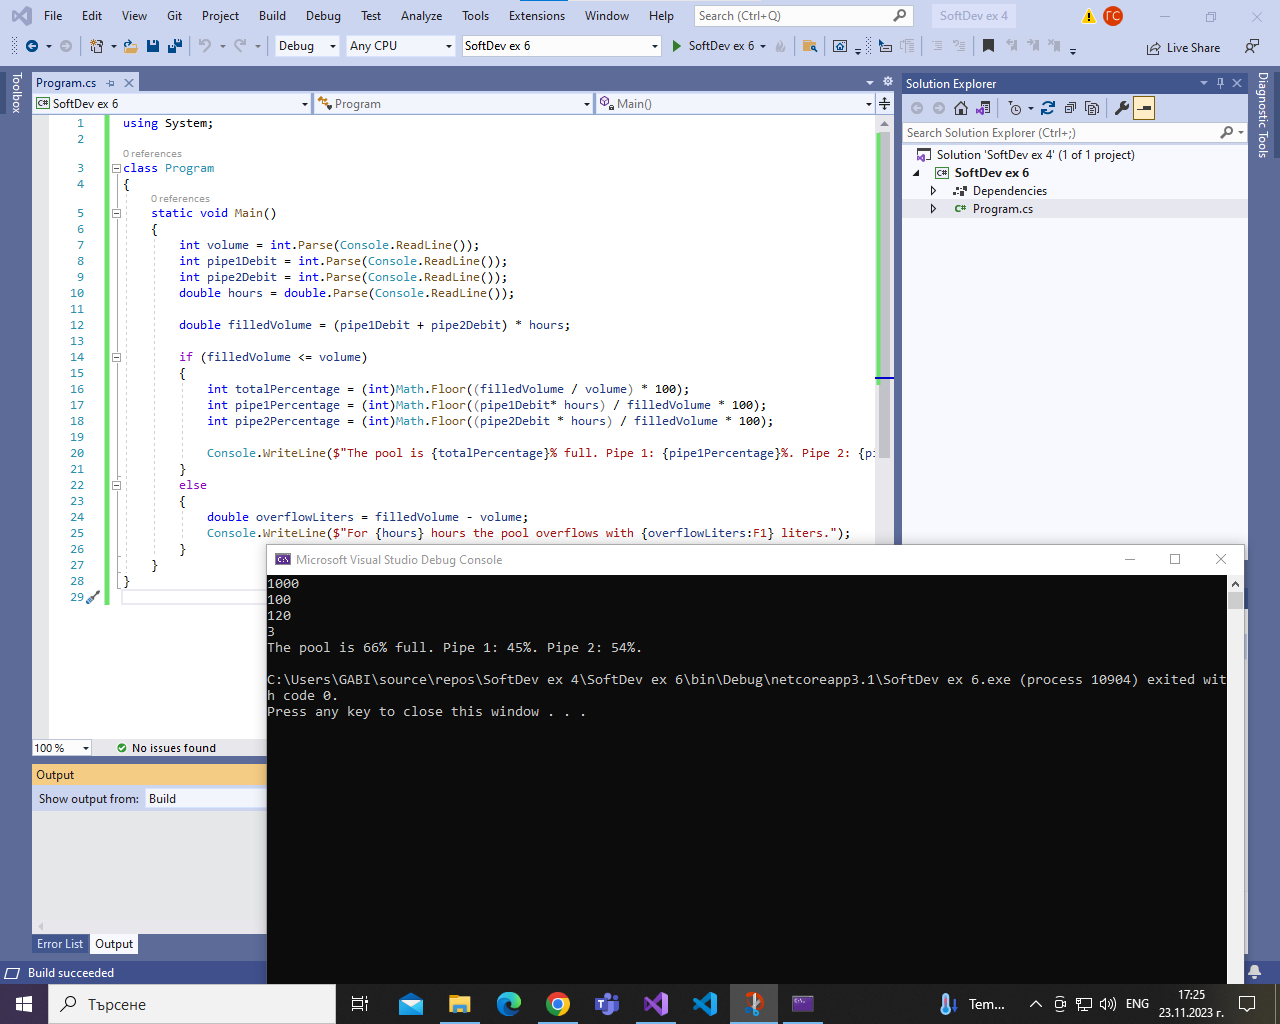 File Edit View Git Project Build Debug Test Analyze Tools Extensions Window Help Search (Ctrl+Q) SoftDev ex 4 ГС
Debug Any CPU SoftDev ex 6 SoftDev ex 6 Live Share
Toolbox
Program.cs
SoftDev ex 6 Program Main()
1 using System;
2
0 references
3 class Program
4 {
0 references
5 static void Main()
6 {
7 int volume = int.Parse(Console.ReadLine());
8 int pipe1Debit = int.Parse(Console.ReadLine());
9 int pipe2Debit = int.Parse(Console.ReadLine());
10 double hours = double.Parse(Console.ReadLine());
11
12 double filledVolume = (pipe1Debit + pipe2Debit) * hours;
13
14 if (filledVolume <= volume)
15 {
16 int totalPercentage = (int)Math.Floor((filledVolume / volume) * 100);
17 int pipe1Percentage = (int)Math.Floor((pipe1Debit* hours) / filledVolume * 100);
18 int pipe2Percentage = (int)Math.Floor((pipe2Debit * hours) / filledVolume * 100);
19
20 Console.WriteLine($"The pool is {totalPercentage}% full. Pipe 1: {pipe1Percentage}%. Pipe 2: {pi
21 }
22 else
23 {
24 double overflowLiters = filledVolume - volume;
25 Console.WriteLine($"For {hours} hours the pool overflows with {overflowLiters:F1} liters.");
26 }
27 }
28 }
29
100 % No issues found
Solution Explorer
Search Solution Explorer (Ctrl+;)
Solution 'SoftDev ex 4' (1 of 1 project)
C# SoftDev ex 6
Dependencies
C# Program.cs
Diagnostic Tools
Microsoft Visual Studio Debug Console
1000
100
120
3
The pool is 66% full. Pipe 1: 45%. Pipe 2: 54%.
C:\Users\GABI\source\repos\SoftDev ex 4\SoftDev ex 6\bin\Debug\netcoreapp3.1\SoftDev ex 6.exe (process 10904) exited wit
h code 0.
Press any key to close this window . . .
Output
Show output from: Build
Error List Output
Build succeeded
Търсене Tem... ENG 17:25
23.11.2023 г.